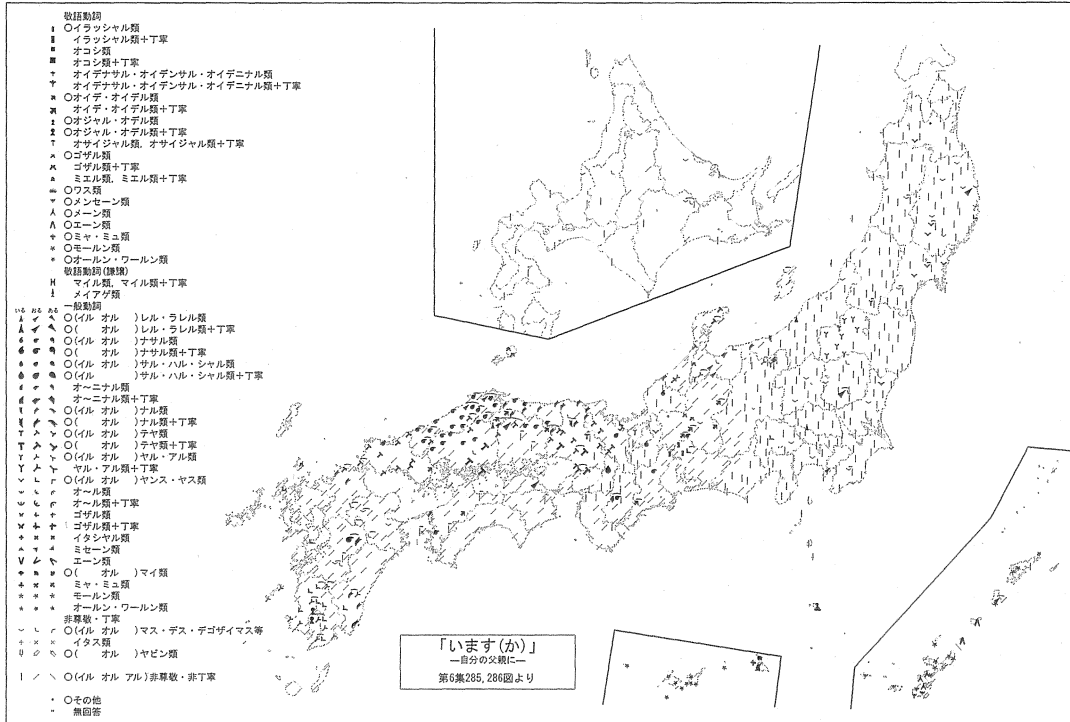 敬語動詞
○イラッシャル類
イラッシャル類+丁寧
オコシ類
オコシ類+丁寧
オイデナサル・オイデンサル・オイデニナル類
オイデナサル・オイデンサル・オイデニナル類+丁寧
○オイデ・オイデル類
オイデ・オイデル類+丁寧
○オジャル・オデル類
○オジャル・オデル類+丁寧
オサイジャル類, オサイジャル類+丁寧
○ゴザル類
ゴザル類+丁寧
ミエル類, ミエル類+丁寧
○ワス類
○メンセーン類
○メーン類
○エーン類
○ミャ・ミュ類
○モールン類
○オールン・ワールン類
敬語動詞(謙譲)
マイル類, マイル類+丁寧
メイアゲ類
一般動詞
いる おる ある
○(イル オル )レル・ラレル類
○( オル )レル・ラレル類+丁寧
○(イル オル )ナサル類
○( オル )ナサル類+丁寧
○(イル オル )サル・ハル・シャル類
○(イル )サル・ハル・シャル類+丁寧
オ～ニナル類
オ～ニナル類+丁寧
○(イル オル )ナル類
○( オル )ナル類+丁寧
○(イル オル )テヤ類
○( オル )テヤ類+丁寧
○(イル オル )ヤル・アル類
ヤル・アル類+丁寧
○(イル オル )ヤンス・ヤス類
オ～ル類
オ～ル類+丁寧
ゴザル類
ゴザル類+丁寧
イタシヤル類
ミセーン類
エーン類
○( オル )マイ類
ミャ・ミュ類
モールン類
オールン・ワールン類
非尊敬・丁寧
○(イル オル )マス・デス・デゴザイマス等
イタス類
○( オル )ヤビン類
○(イル オル アル)非尊敬・非丁寧
○その他
無回答
「います(か)」
―自分の父親に―
第6集285,286図より